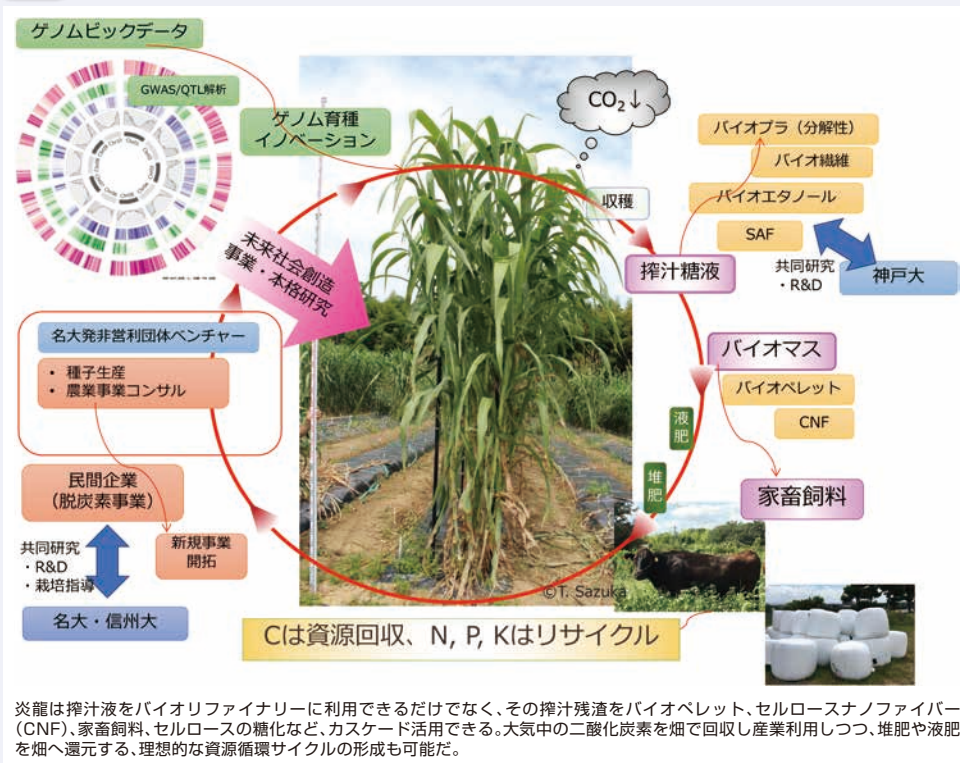 ゲノムビックデータ
GWAS/QTL解析
ゲノム育種
イノベーション
CO₂↓
収穫
バイオプラ（分解性）
バイオ繊維
バイオエタノール
SAF
搾汁糖液
共同研究
・R&D
神戸大
未来社会創造
事業・本格研究
名大発非営利団体ベンチャー
• 種子生産
• 農業事業コンサル
バイオマス
バイオペレット
CNF
液肥
堆肥
家畜飼料
民間企業
（脱炭素事業）
新規事業
開拓
共同研究
・R&D
・栽培指導
名大・信州大
©T. Sazuka
Cは資源回収、N, P, Kはリサイクル
炎龍は搾汁液をバイオリファイナリーに利用できるだけでなく、その搾汁残渣をバイオペレット、セルロースナノファイバー
（CNF）、家畜飼料、セルロースの糖化など、カスケード活用できる。大気中の二酸化炭素を畑で回収し産業利用しつつ、堆肥や液肥
を畑へ還元する、理想的な資源循環サイクルの形成も可能だ。